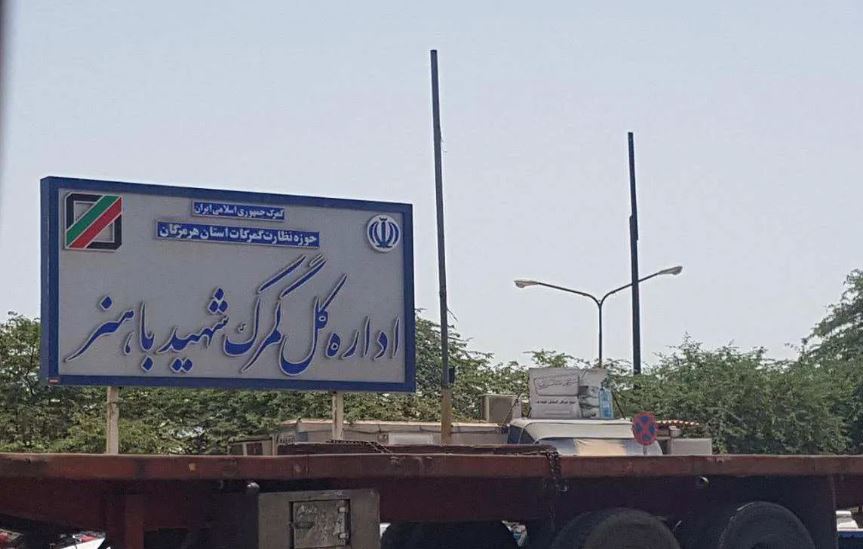 گمرک جمهوری اسلامی ایران
حوزه نظارت گمرکات استان هرمزگان
اداره کل گمرک شهید باهنر